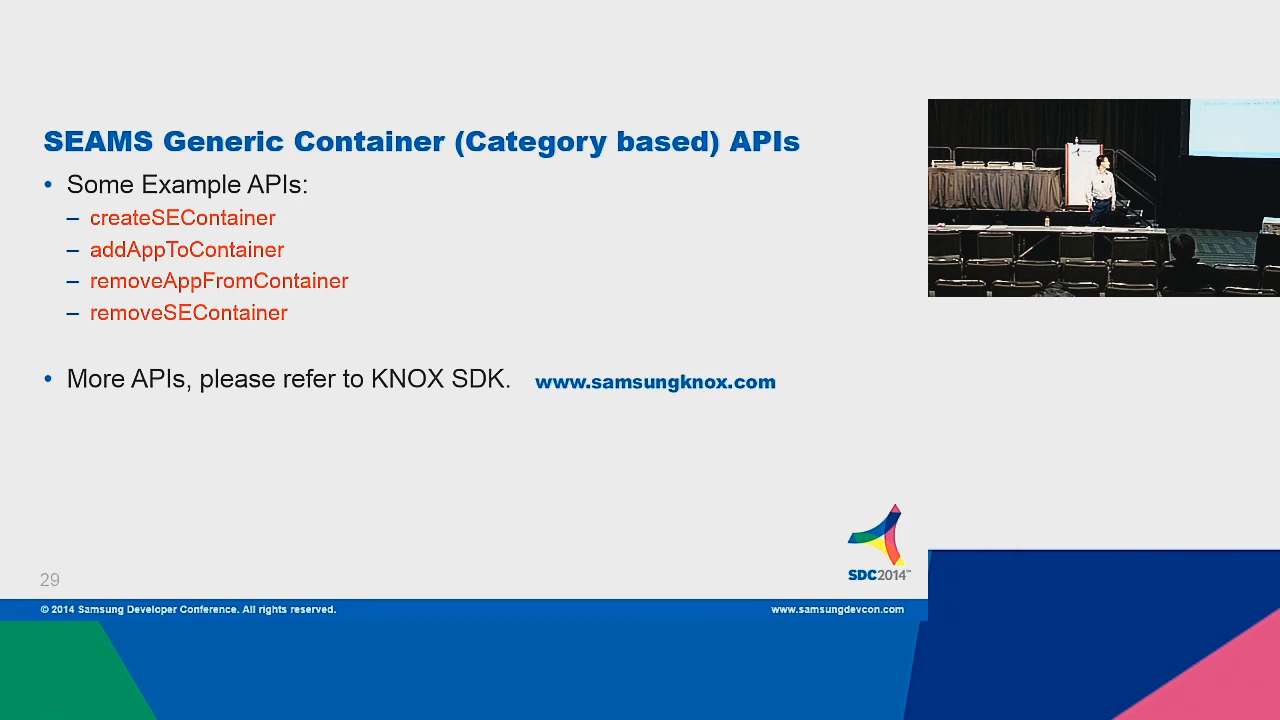 SEAMS Generic Container (Category based) APIs
• Some Example APIs:
– createSEContainer
– addAppToContainer
– removeAppFromContainer
– removeSEContainer
• More APIs, please refer to KNOX SDK. www.samsungknox.com
SDC2014™
29
© 2014 Samsung Developer Conference. All rights reserved. www.samsungdevcon.com